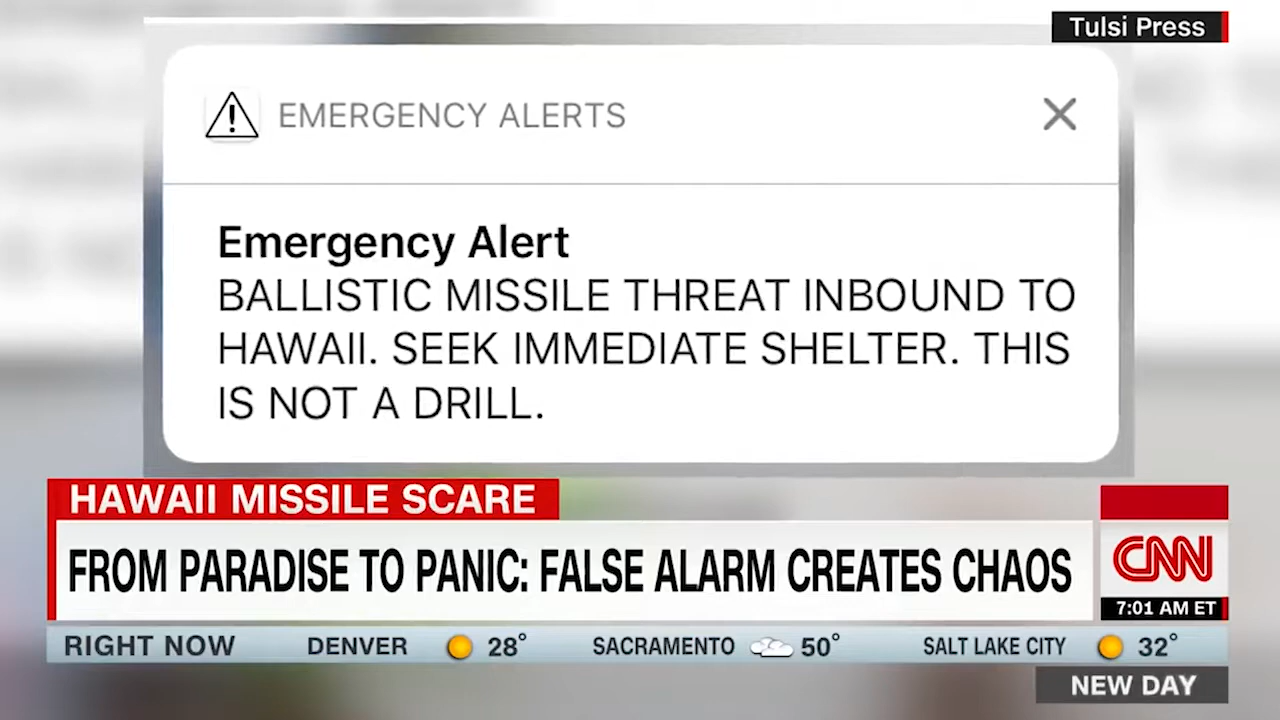 Tulsi Press
EMERGENCY ALERTS
Emergency Alert
BALLISTIC MISSILE THREAT INBOUND TO
HAWAII. SEEK IMMEDIATE SHELTER. THIS
IS NOT A DRILL.
HAWAII MISSILE SCARE
FROM PARADISE TO PANIC: FALSE ALARM CREATES CHAOS
CNN
7:01 AM ET
RIGHT NOW DENVER 28° SACRAMENTO 50° SALT LAKE CITY 32°
NEW DAY